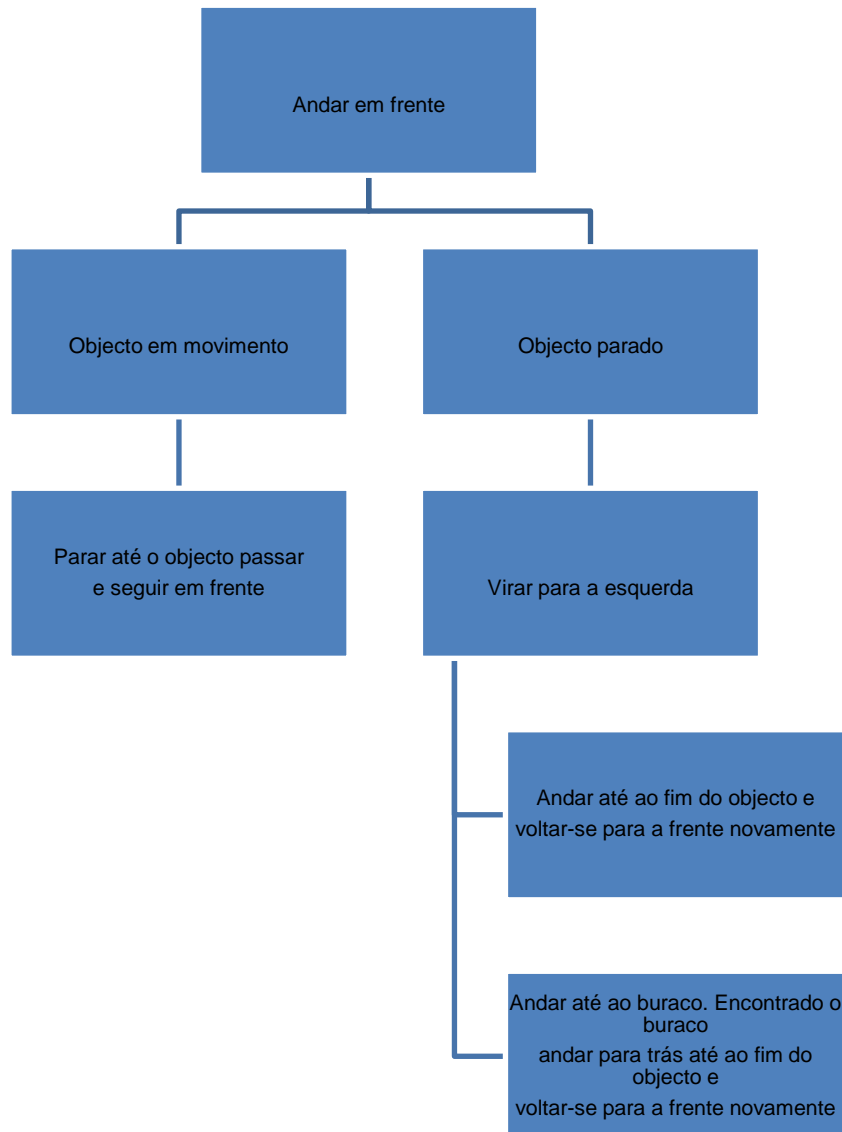 Andar em frente
Objecto em movimento
Objecto parado
Parar até o objecto passar
e seguir em frente
Virar para a esquerda
Andar até ao fim do objecto e
voltar-se para a frente novamente
Andar até ao buraco. Encontrado o
buraco
andar para trás até ao fim do
objecto e
voltar-se para a frente novamente